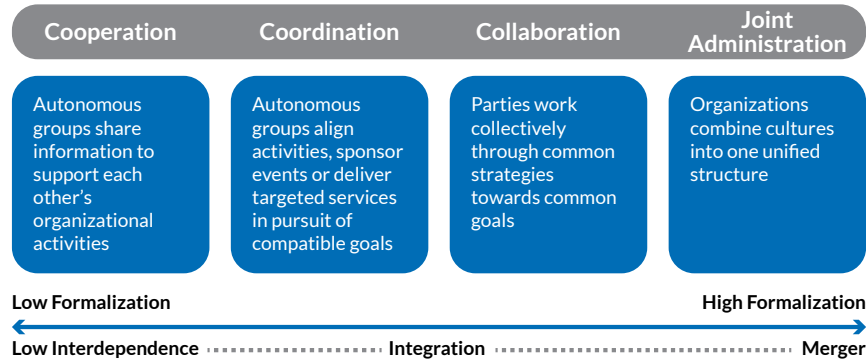 Cooperation
Coordination
Collaboration
Joint
Administration
Autonomous
groups share
information to
support each
other's
organizational
activities
Autonomous
groups align
activities, sponsor
events or deliver
targeted services
in pursuit of
compatible goals
Parties work
collectively
through common
strategies
towards common
goals
Organizations
combine cultures
into one unified
structure
Low Formalization
High Formalization
Low Interdependence
Integration
Merger